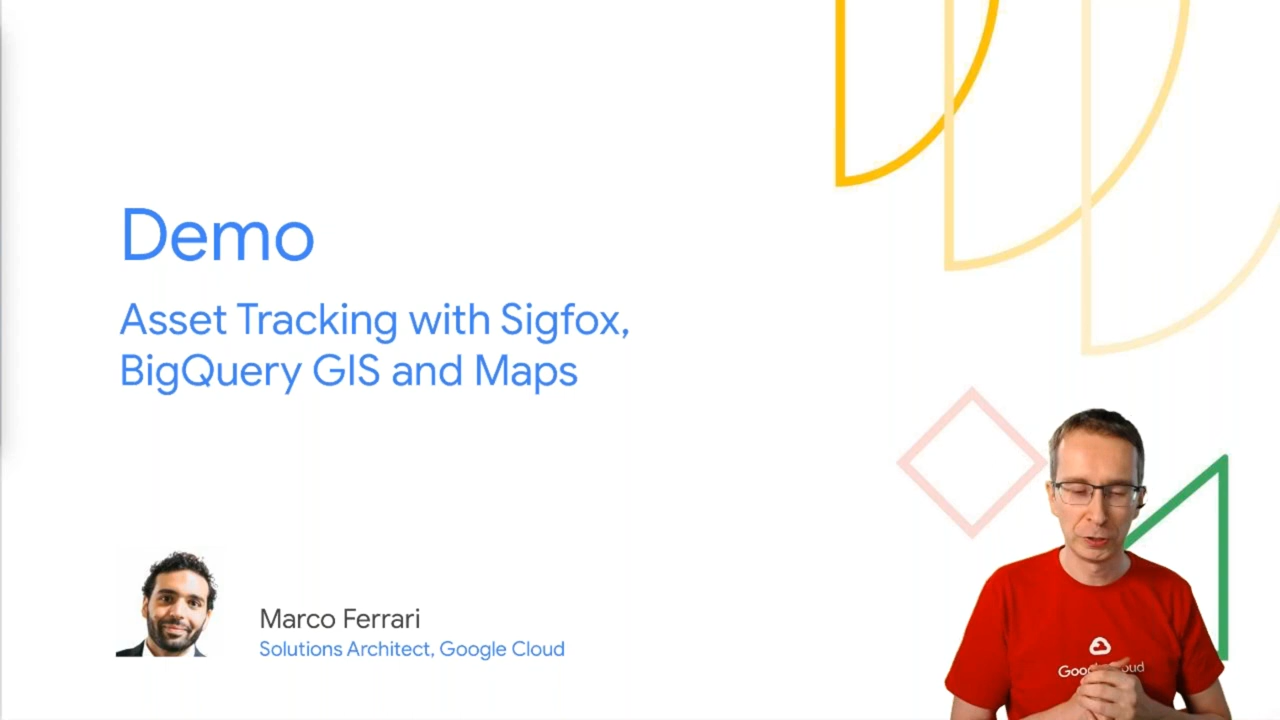 Demo
Asset Tracking with Sigfox,
BigQuery GIS and Maps
Marco Ferrari
Solutions Architect, Google Cloud